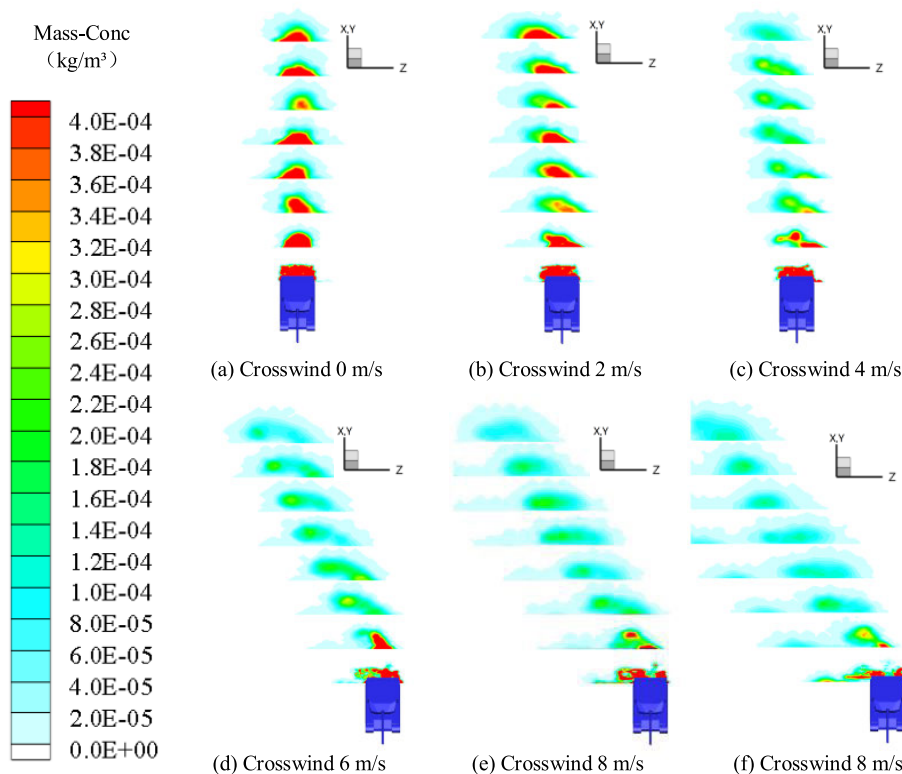 Mass-Conc
（kg/m³）
4.0E-04
3.8E-04
3.6E-04
3.4E-04
3.2E-04
3.0E-04
2.8E-04
2.6E-04
2.4E-04
2.2E-04
2.0E-04
1.8E-04
1.6E-04
1.4E-04
1.2E-04
1.0E-04
8.0E-05
6.0E-05
4.0E-05
2.0E-05
0.0E+00
X,Y
Z
X,Y
Z
X,Y
Z
(a) Crosswind 0 m/s
(b) Crosswind 2 m/s
(c) Crosswind 4 m/s
X,Y
Z
X,Y
Z
X,Y
Z
(d) Crosswind 6 m/s
(e) Crosswind 8 m/s
(f) Crosswind 8 m/s